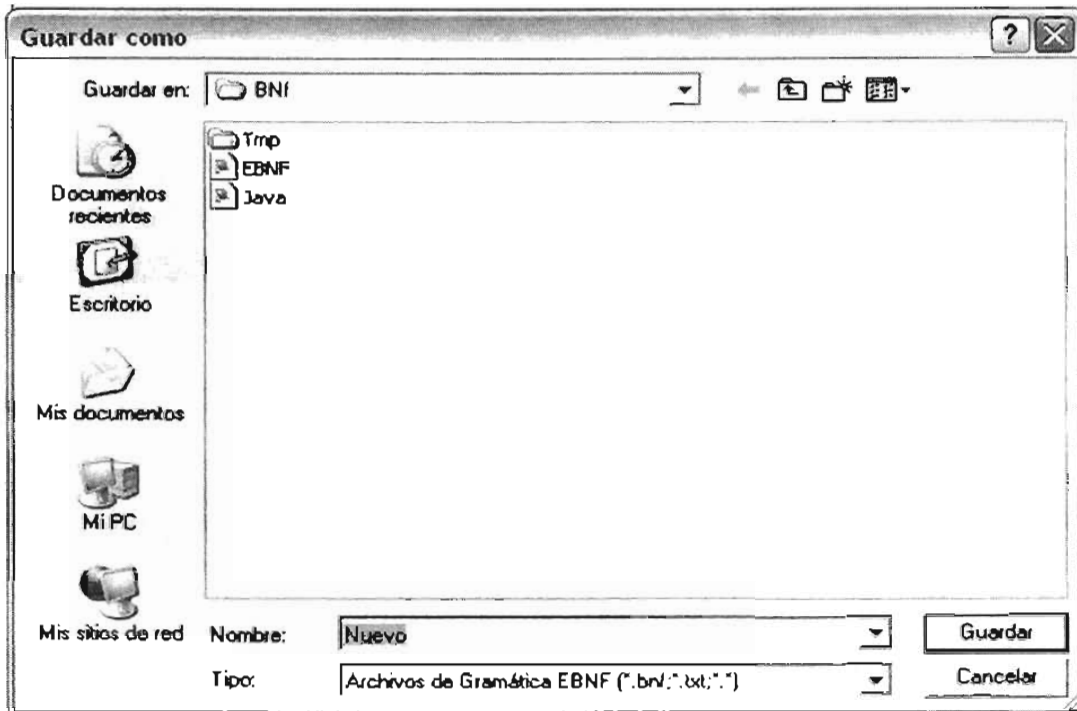 Guardar como
Guardar en: BNf
Tmp
EBNF
Java
Documentos
recientes
Escritorio
Mis documentos
Mi PC
Mis sitios de red
Nombre: Nuevo Guardar
Tipo: Archivos de Gramática EBNF (*.bnf;*.txt;*.*) Cancelar